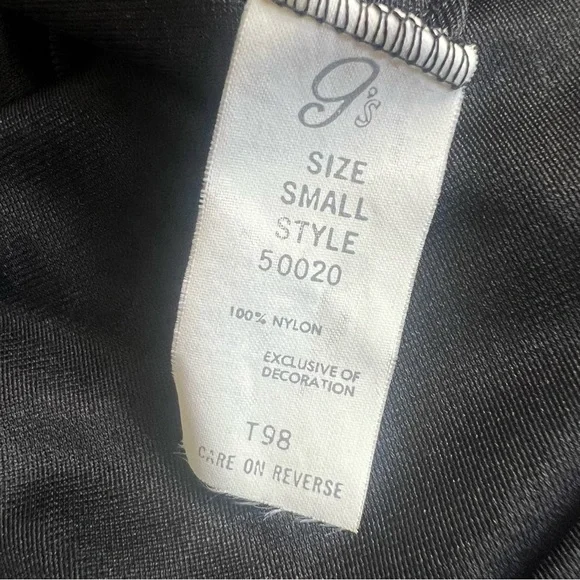 g's
SIZE
SMALL
STYLE
50020
100% NYLON
EXCLUSIVE OF
DECORATION
T98
CARE ON REVERSE